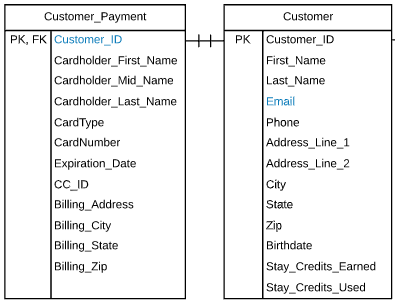 Customer_Payment
PK, FK Customer_ID
Cardholder_First_Name
Cardholder_Mid_Name
Cardholder_Last_Name
CardType
CardNumber
Expiration_Date
CC_ID
Billing_Address
Billing_City
Billing_State
Billing_Zip
Customer
PK Customer_ID
First_Name
Last_Name
Email
Phone
Address_Line_1
Address_Line_2
City
State
Zip
Birthdate
Stay_Credits_Earned
Stay_Credits_Used